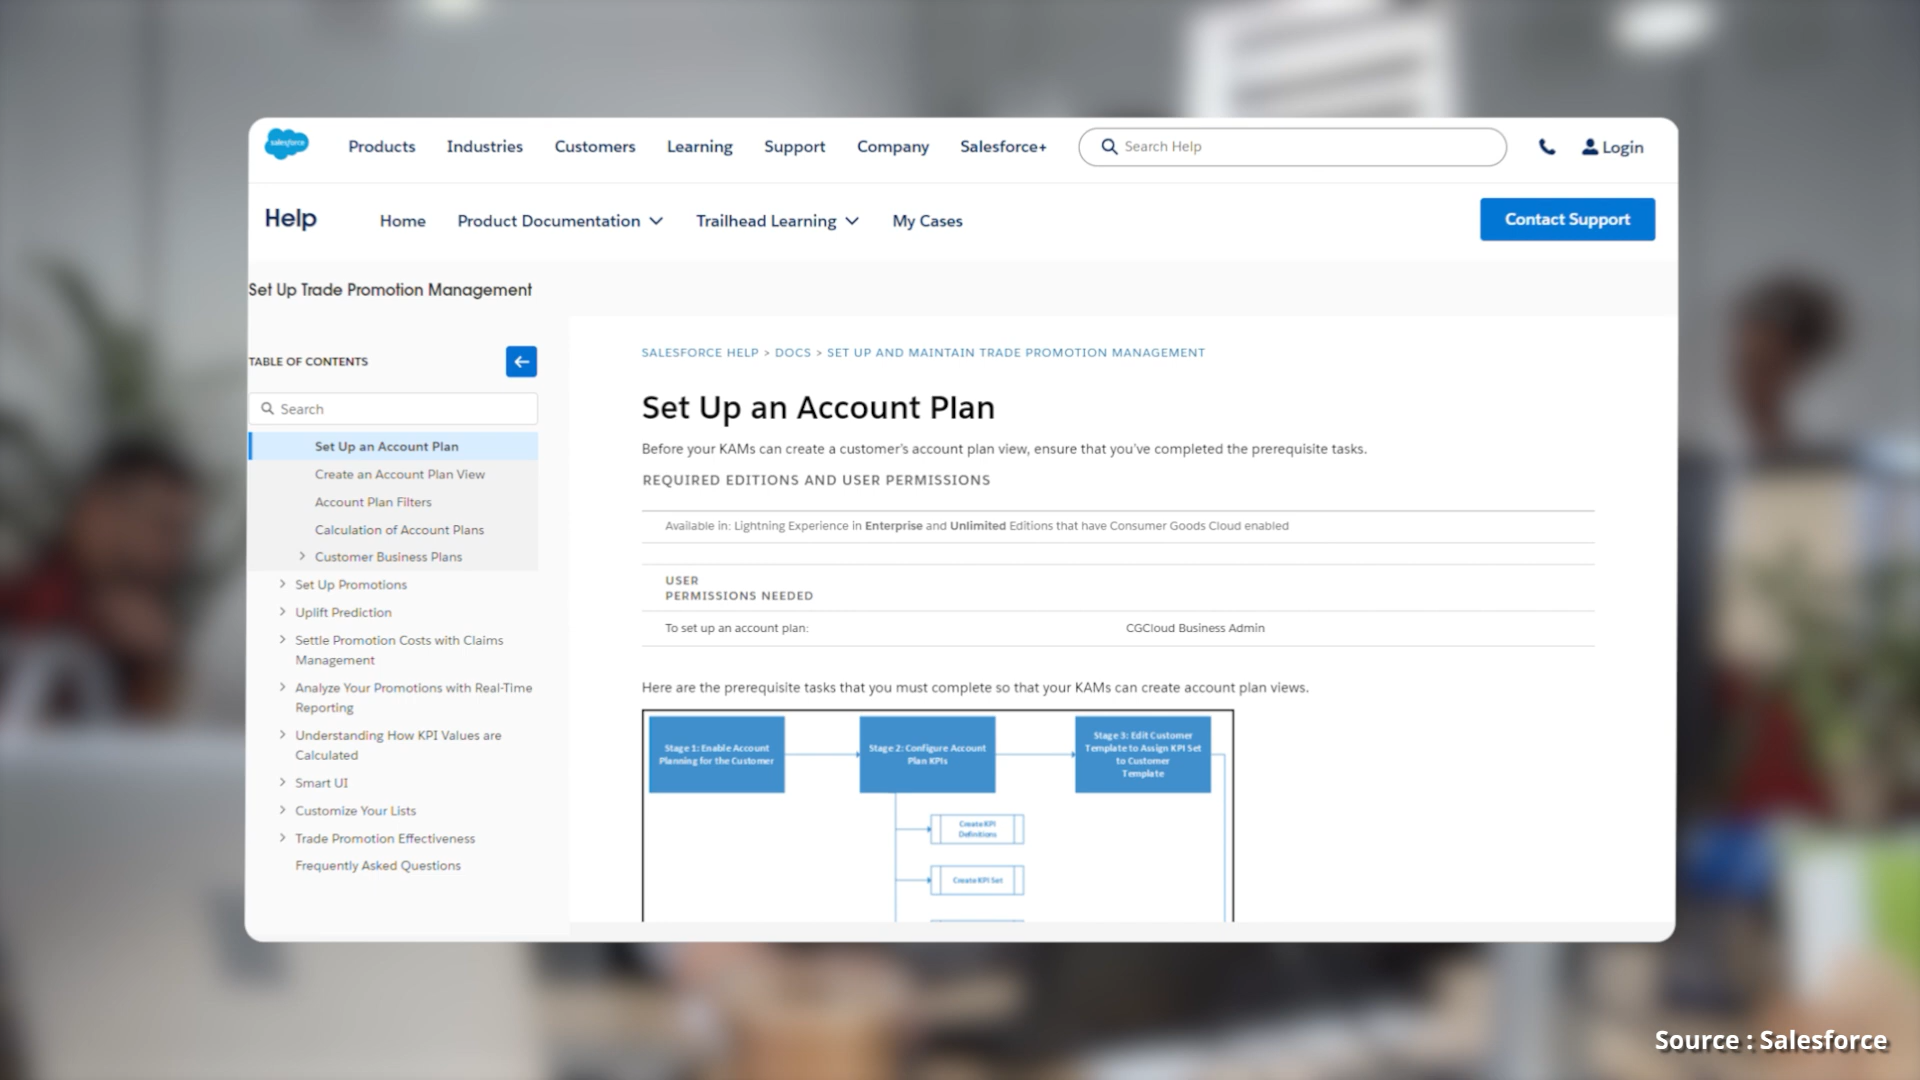 salesforce
Products Industries Customers Learning Support Company Salesforce+ Search Help Login
Help Home Product Documentation Trailhead Learning My Cases Contact Support
Set Up Trade Promotion Management
TABLE OF CONTENTS
Search
Set Up an Account Plan
Create an Account Plan View
Account Plan Filters
Calculation of Account Plans
Customer Business Plans
Set Up Promotions
Uplift Prediction
Settle Promotion Costs with Claims
Management
Analyze Your Promotions with Real-Time
Reporting
Understanding How KPI Values are
Calculated
Smart UI
Customize Your Lists
Trade Promotion Effectiveness
Frequently Asked Questions
SALESFORCE HELP > DOCS > SET UP AND MAINTAIN TRADE PROMOTION MANAGEMENT
Set Up an Account Plan
Before your KAMs can create a customer's account plan view, ensure that you've completed the prerequisite tasks.
REQUIRED EDITIONS AND USER PERMISSIONS
Available in: Lightning Experience in Enterprise and Unlimited Editions that have Consumer Goods Cloud enabled
USER
PERMISSIONS NEEDED
To set up an account plan: CGCloud Business Admin
Here are the prerequisite tasks that you must complete so that your KAMs can create account plan views.
Stage 1: Enable Account
Planning for the Customer
Stage 2: Configure Account
Plan KPIs
Stage 3: Edit Customer
Template to Assign KPI Set
to Customer
Template
Create KPI
Definitions
Create KPI Set
Source : Salesforce